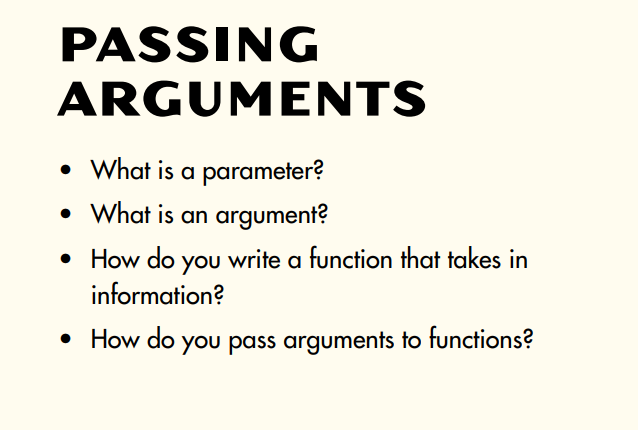 PASSING
ARGUMENTS
• What is a parameter?
• What is an argument?
• How do you write a function that takes in
information?
• How do you pass arguments to functions?